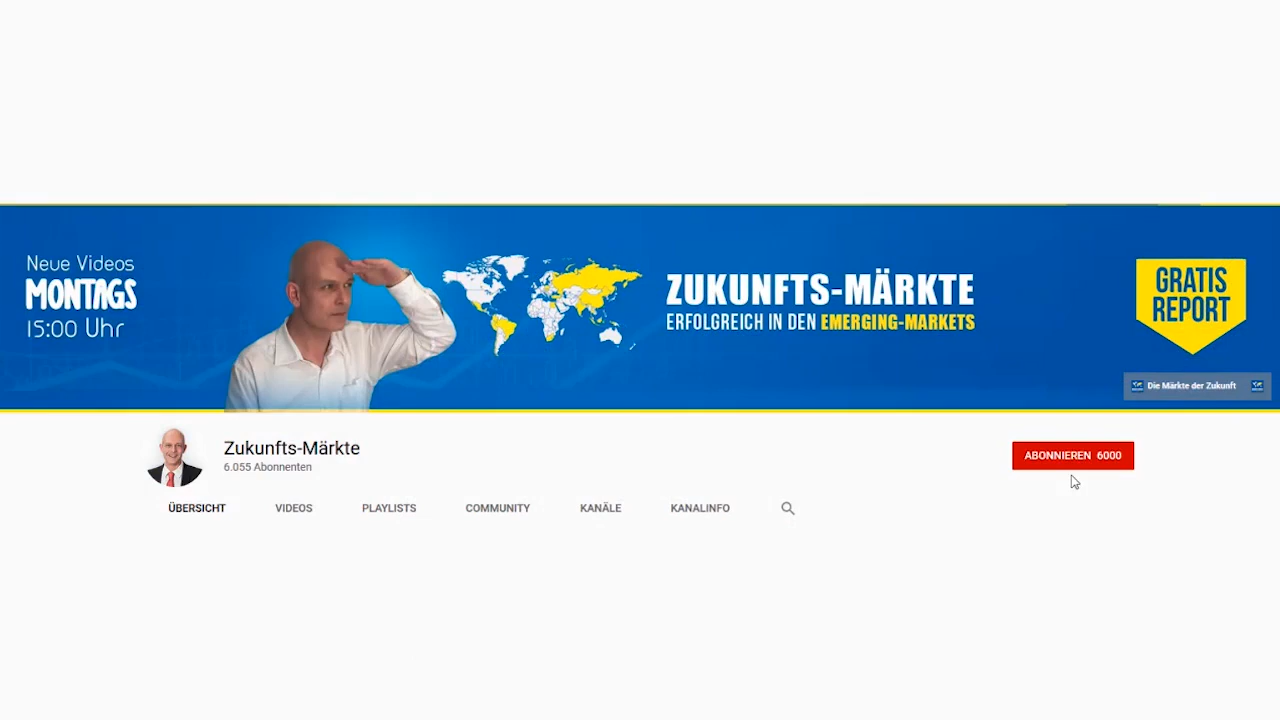 Neue Videos
MONTAGS
15:00 Uhr
ZUKUNFTS-MÄRKTE
ERFOLGREICH IN DEN EMERGING-MARKETS
GRATIS
REPORT
Die Märkte der Zukunft
Zukunfts-Märkte
6.055 Abonnenten
ABONNIEREN 6000
ÜBERSICHT VIDEOS PLAYLISTS COMMUNITY KANÄLE KANALINFO